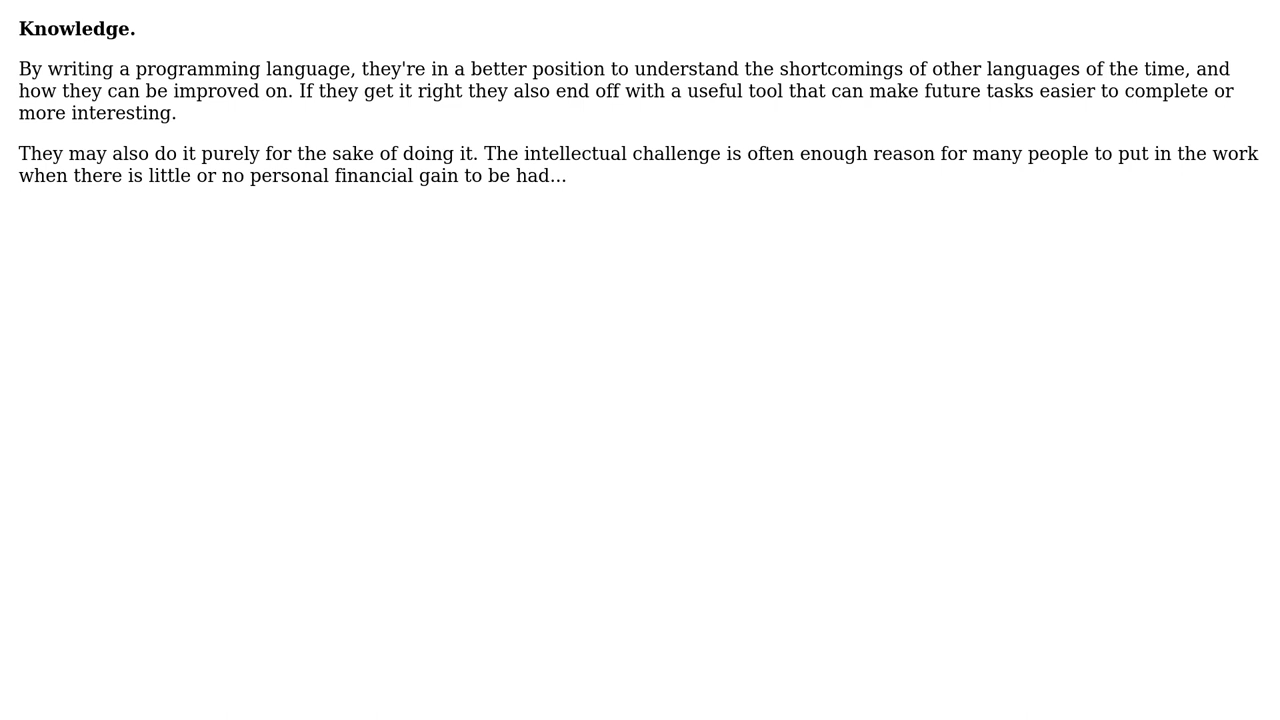 Knowledge.
By writing a programming language, they're in a better position to understand the shortcomings of other languages of the time, and
how they can be improved on. If they get it right they also end off with a useful tool that can make future tasks easier to complete or
more interesting.
They may also do it purely for the sake of doing it. The intellectual challenge is often enough reason for many people to put in the work
when there is little or no personal financial gain to be had...